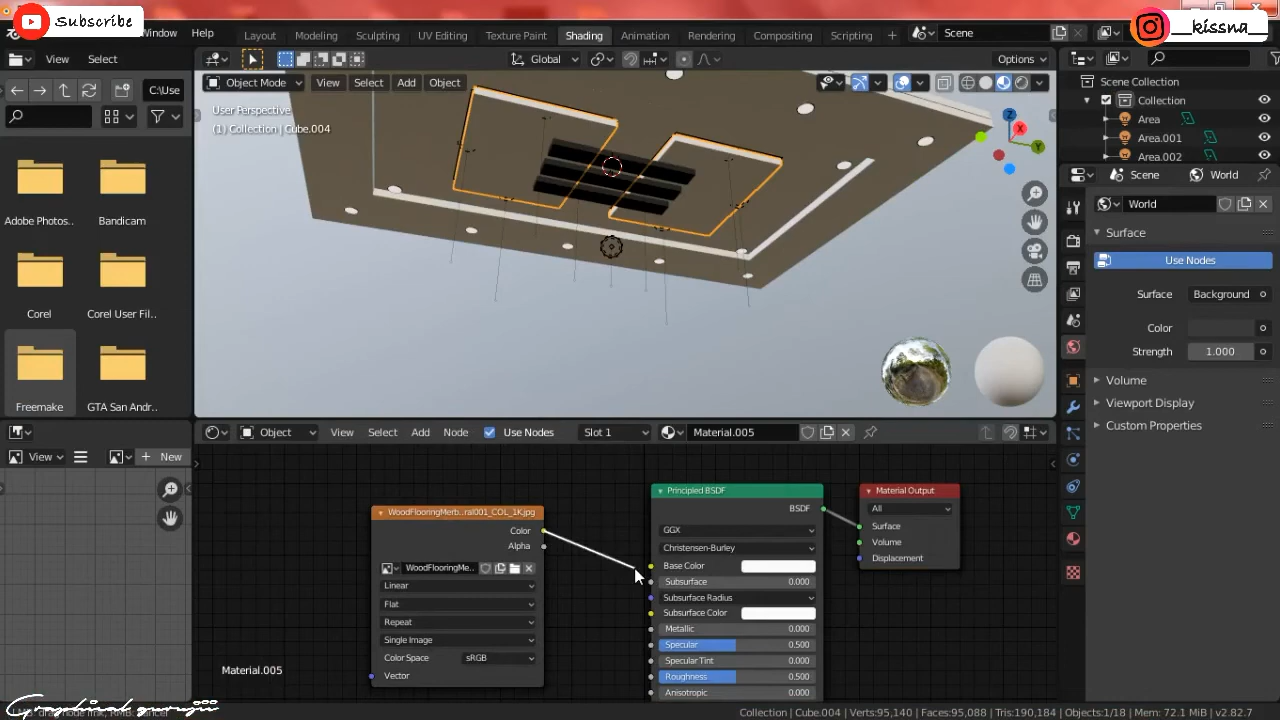 Subscribe
__kissna__
Window
Help
Layout
Modeling
Sculpting
UV Editing
Texture Paint
Shading
Animation
Rendering
Compositing
Scripting
Scene
View
Select
Global
Options
C:\Use
Object Mode
View
Select
Add
Object
User Perspective
(1) Collection | Cube.004
Scene Collection
Collection
Area
Area.001
Area.002
Scene
World
World
Surface
Use Nodes
Surface
Background
Color
Strength
1.000
Volume
Viewport Display
Custom Properties
Adobe Photos..
Bandicam
Corel
Corel User Fil..
Freemake
GTA San Andr..
View
New
Object
View
Select
Add
Node
Use Nodes
Slot 1
Material.005
WoodFlooringMerb...ral001_COL_1K.jpg
Color
Alpha
WoodFlooringMe..
Linear
Flat
Repeat
Single Image
Color Space
sRGB
Vector
Principled BSDF
BSDF
GGX
Christensen-Burley
Base Color
Subsurface
0.000
Subsurface Radius
Subsurface Color
Metallic
0.000
Specular
0.500
Specular Tint
0.000
Roughness
0.500
Anisotropic
0.000
Material Output
All
Surface
Volume
Displacement
Material.005
Collection | Cube.004 | Verts:95,140 | Faces:95,088 | Tris:190,184 | Objects:1/18 | Mem: 72.1 MiB | v2.82.7